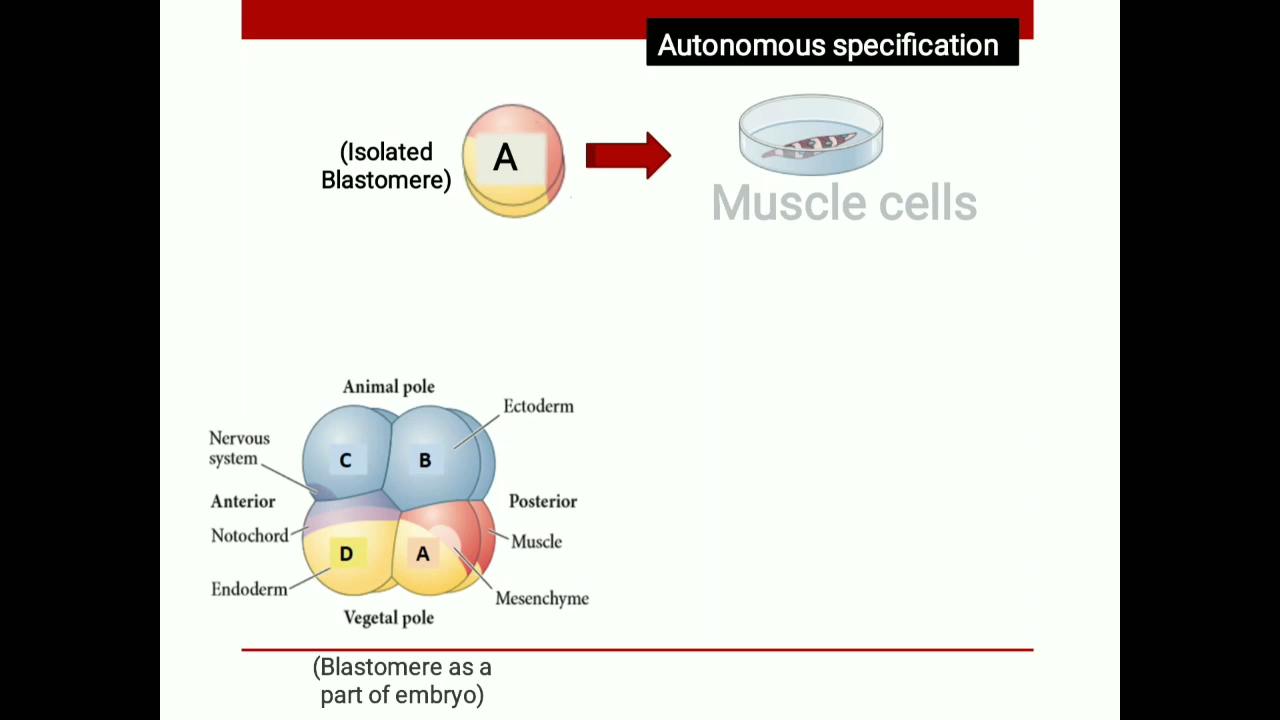 Autonomous specification
(Isolated
Blastomere)
A
Muscle cells
Animal pole
Ectoderm
Nervous
system
C
B
Anterior
Posterior
Notochord
Muscle
D
A
Endoderm
Mesenchyme
Vegetal pole
(Blastomere as a
part of embryo)